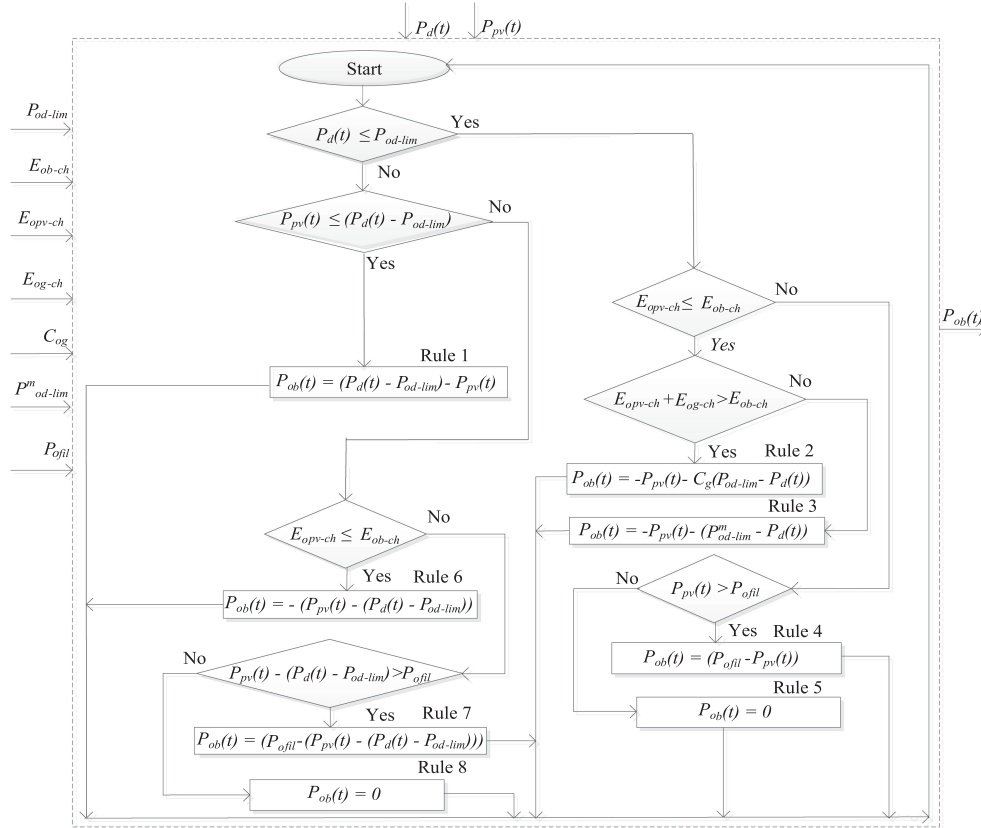 P_d(t) P_pv(t)
Start
P_od-lim
P_d(t) ≤ P_od-lim
Yes
No
E_ob-ch
E_opv-ch
P_pv(t) ≤ (P_d(t) - P_od-lim)
No
Yes
E_og-ch
C_og
P^m_od-lim
P_ofil
Rule 1
P_ob(t) = (P_d(t) - P_od-lim) - P_pv(t)
E_opv-ch ≤ E_ob-ch
No
Yes
P_ob(t)
E_opv-ch + E_og-ch > E_ob-ch
No
Yes
Rule 2
P_ob(t) = -P_pv(t)- C_g(P_od-lim - P_d(t))
Rule 3
P_ob(t) = -P_pv(t)- (P^m_od-lim - P_d(t))
E_opv-ch ≤ E_ob-ch
No
Yes
Rule 6
P_ob(t) = - (P_pv(t) - (P_d(t) - P_od-lim))
P_pv(t) > P_ofil
No
Yes
Rule 4
P_ob(t) = (P_ofil -P_pv(t))
Rule 5
P_ob(t) = 0
No
P_pv(t) - (P_d(t) - P_od-lim) > P_ofil
Yes
Rule 7
P_ob(t) = (P_ofil-(P_pv(t) - (P_d(t) - P_od-lim)))
Rule 8
P_ob(t) = 0